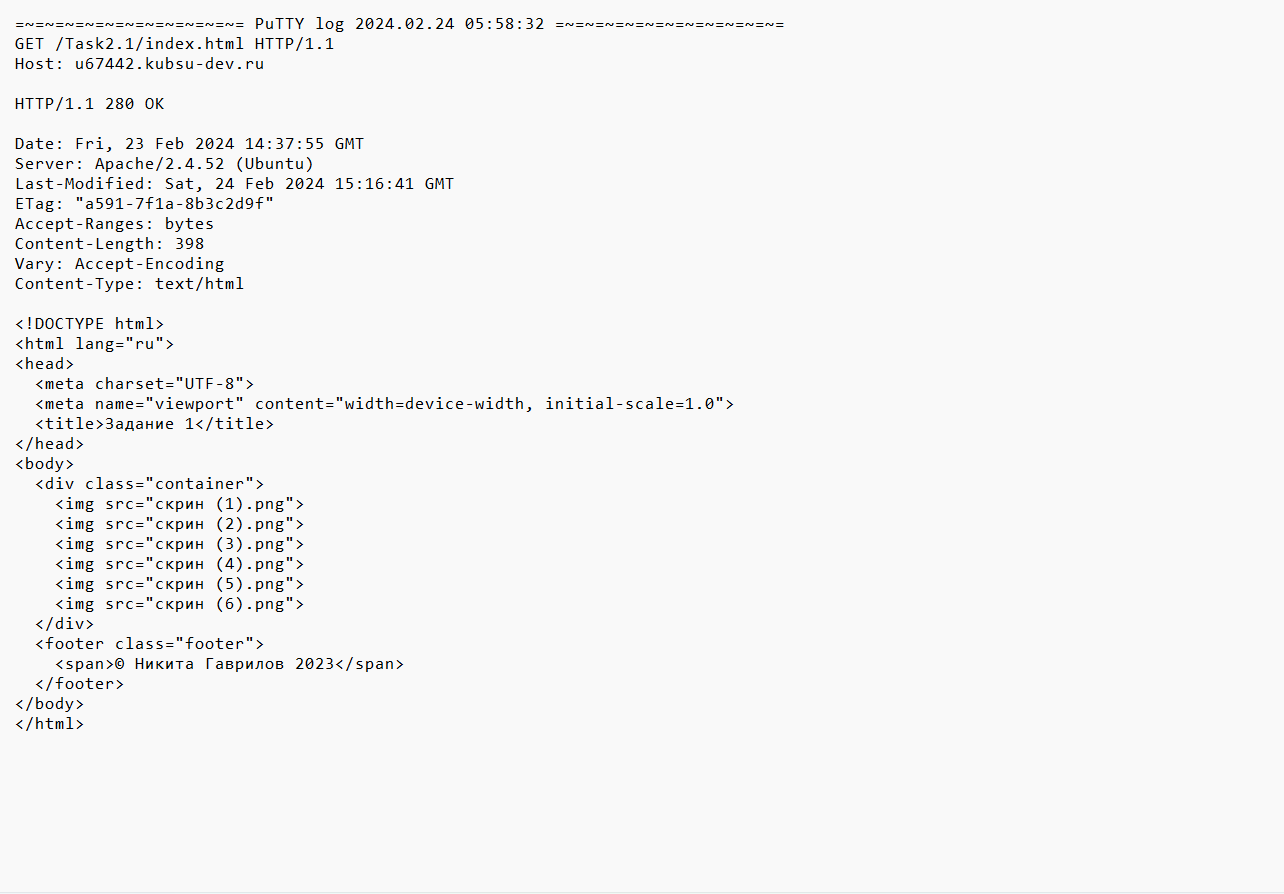 =~=~=~=~=~=~=~=~=~=~=~= PuTTY log 2024.02.24 05:58:32 =~=~=~=~=~=~=~=~=~=~=~=
GET /Task2.1/index.html HTTP/1.1
Host: u67442.kubsu-dev.ru
HTTP/1.1 280 OK
Date: Fri, 23 Feb 2024 14:37:55 GMT
Server: Apache/2.4.52 (Ubuntu)
Last-Modified: Sat, 24 Feb 2024 15:16:41 GMT
ETag: "a591-7f1a-8b3c2d9f"
Accept-Ranges: bytes
Content-Length: 398
Vary: Accept-Encoding
Content-Type: text/html
<!DOCTYPE html>
<html lang="ru">
<head>
  <meta charset="UTF-8">
  <meta name="viewport" content="width=device-width, initial-scale=1.0">
  <title>Задание 1</title>
</head>
<body>
  <div class="container">
    <img src="скрин (1).png">
    <img src="скрин (2).png">
    <img src="скрин (3).png">
    <img src="скрин (4).png">
    <img src="скрин (5).png">
    <img src="скрин (6).png">
  </div>
  <footer class="footer">
    <span>© Никита Гаврилов 2023</span>
  </footer>
</body>
</html>